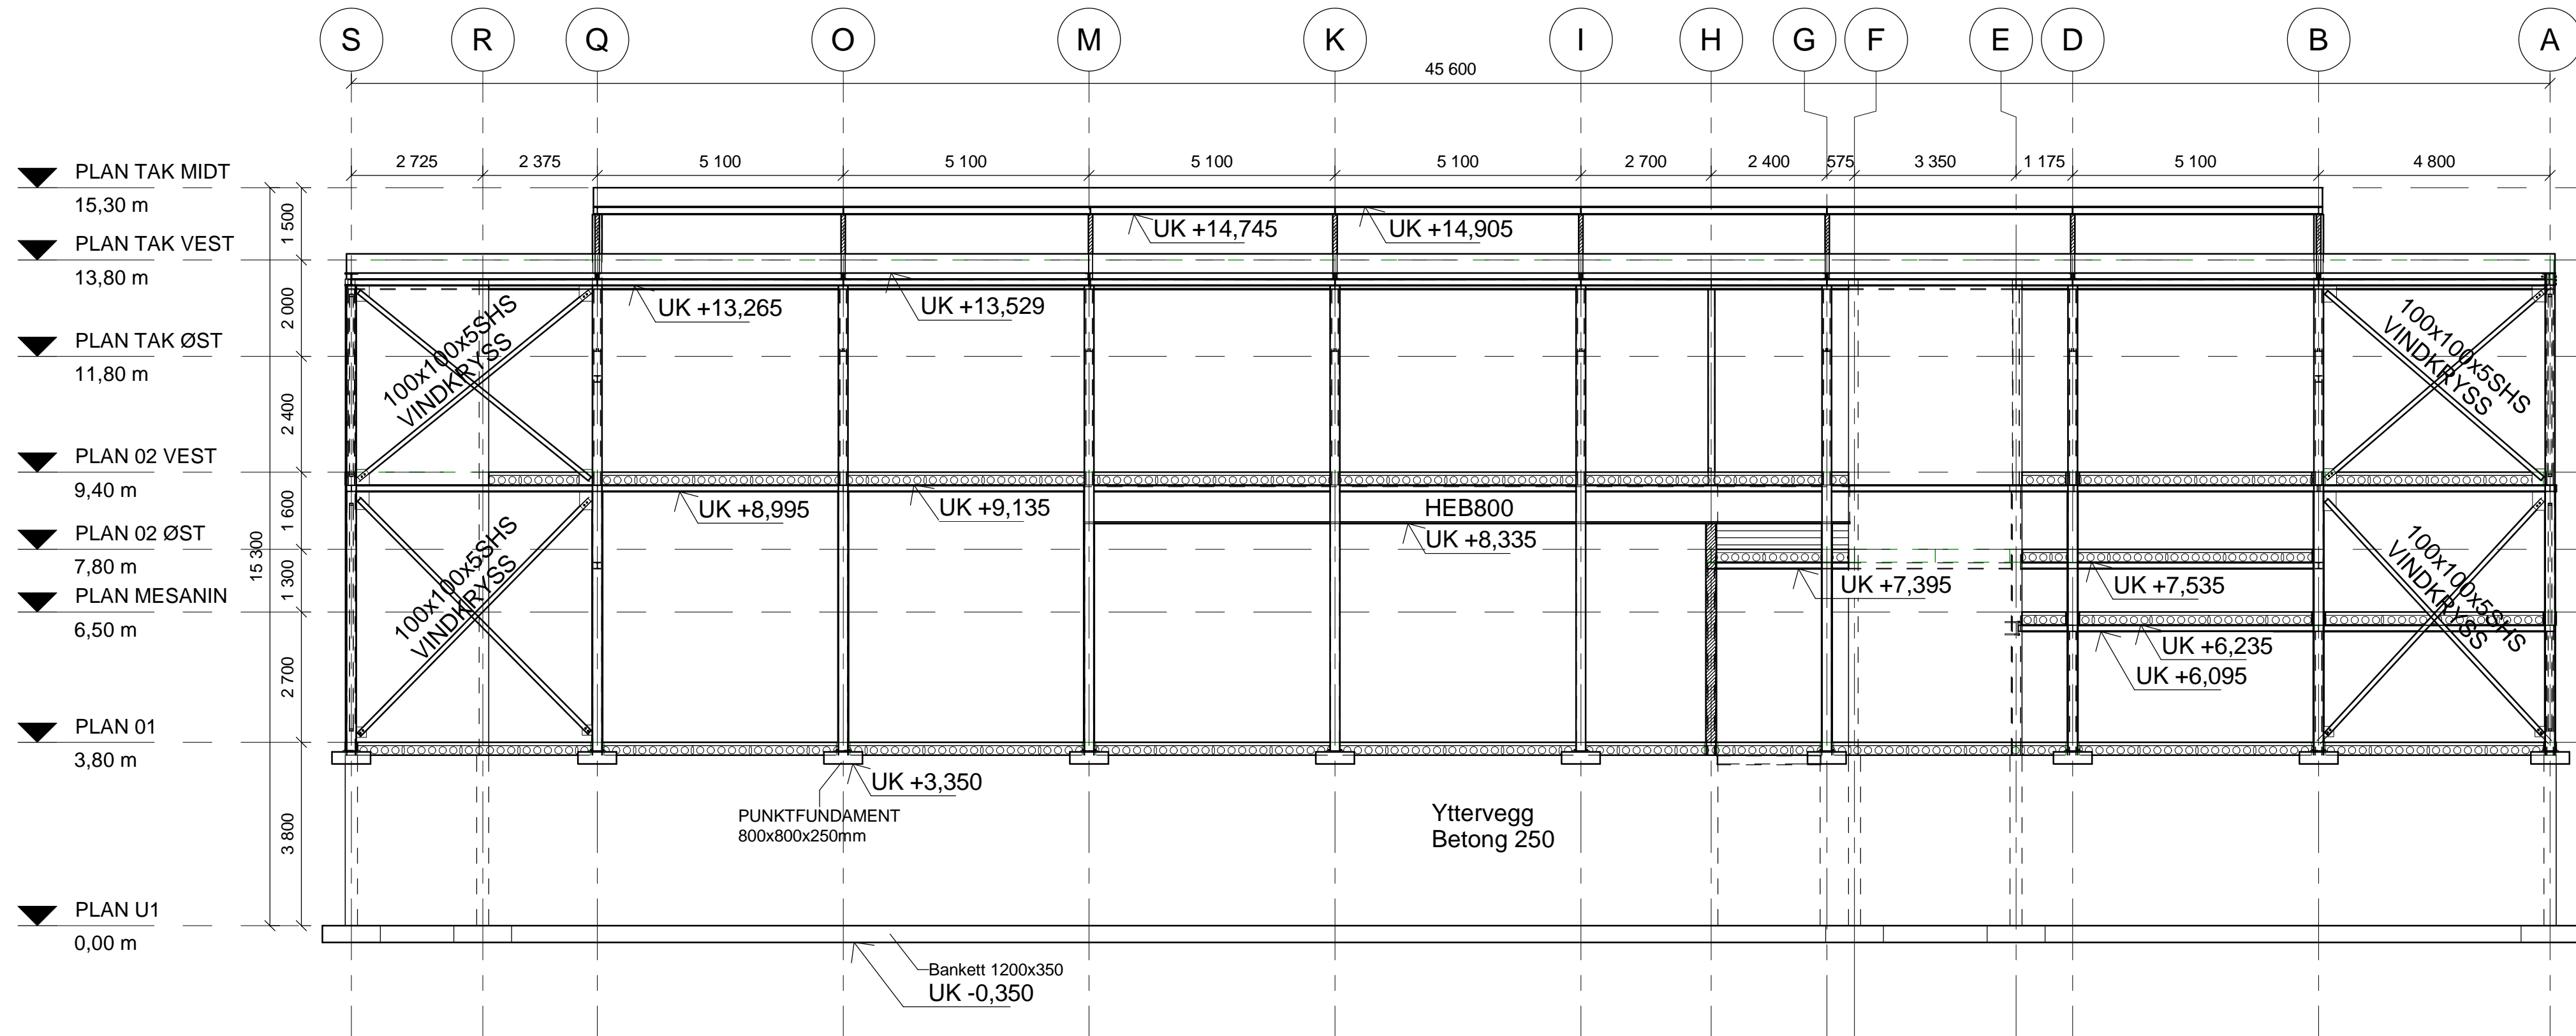 S R Q O M K I H G F E D B A
45 600
2 725 2 375 5 100 5 100 5 100 5 100 2 700 2 400 575 3 350 1 175 5 100 4 800
PLAN TAK MIDT
15,30 m
1 500
UK +14,745
UK +14,905
PLAN TAK VEST
13,80 m
2 000
UK +13,265
UK +13,529
100x100x5SHS
VINDKRYSS
100x100x5SHS
VINDKRYSS
PLAN TAK ØST
11,80 m
2 400
PLAN 02 VEST
9,40 m
1 600
UK +8,995
UK +9,135
HEB800
UK +8,335
PLAN 02 ØST
7,80 m
15 300
1 300
100x100x5SHS
VINDKRYSS
UK +7,395
UK +7,535
100x100x5SHS
VINDKRYSS
PLAN MESANIN
6,50 m
2 700
UK +6,235
UK +6,095
PLAN 01
3,80 m
3 800
UK +3,350
PUNKTFUNDAMENT
800x800x250mm
Yttervegg
Betong 250
PLAN U1
0,00 m
Bankett 1200x350
UK -0,350